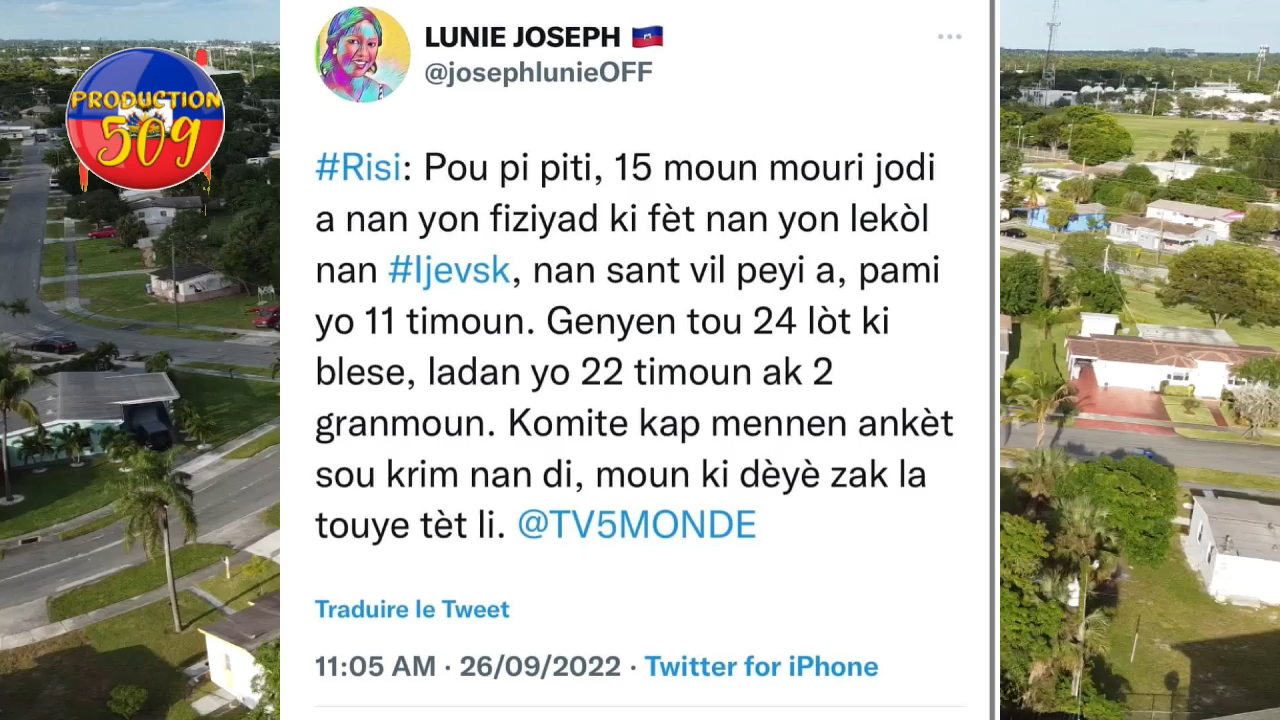 PRODUCTION
509
LUNIE JOSEPH 🇭🇹
@josephlunieOFF
#Risi: Pou pi piti, 15 moun mouri jodi
a nan yon fiziyad ki fèt nan yon lekòl
nan #Ijevsk, nan sant vil peyi a, pami
yo 11 timoun. Genyen tou 24 lòt ki
blese, ladan yo 22 timoun ak 2
granmoun. Komite kap mennen ankèt
sou krim nan di, moun ki dèyè zak la
touye tèt li. @TV5MONDE
Traduire le Tweet
11:05 AM · 26/09/2022 · Twitter for iPhone